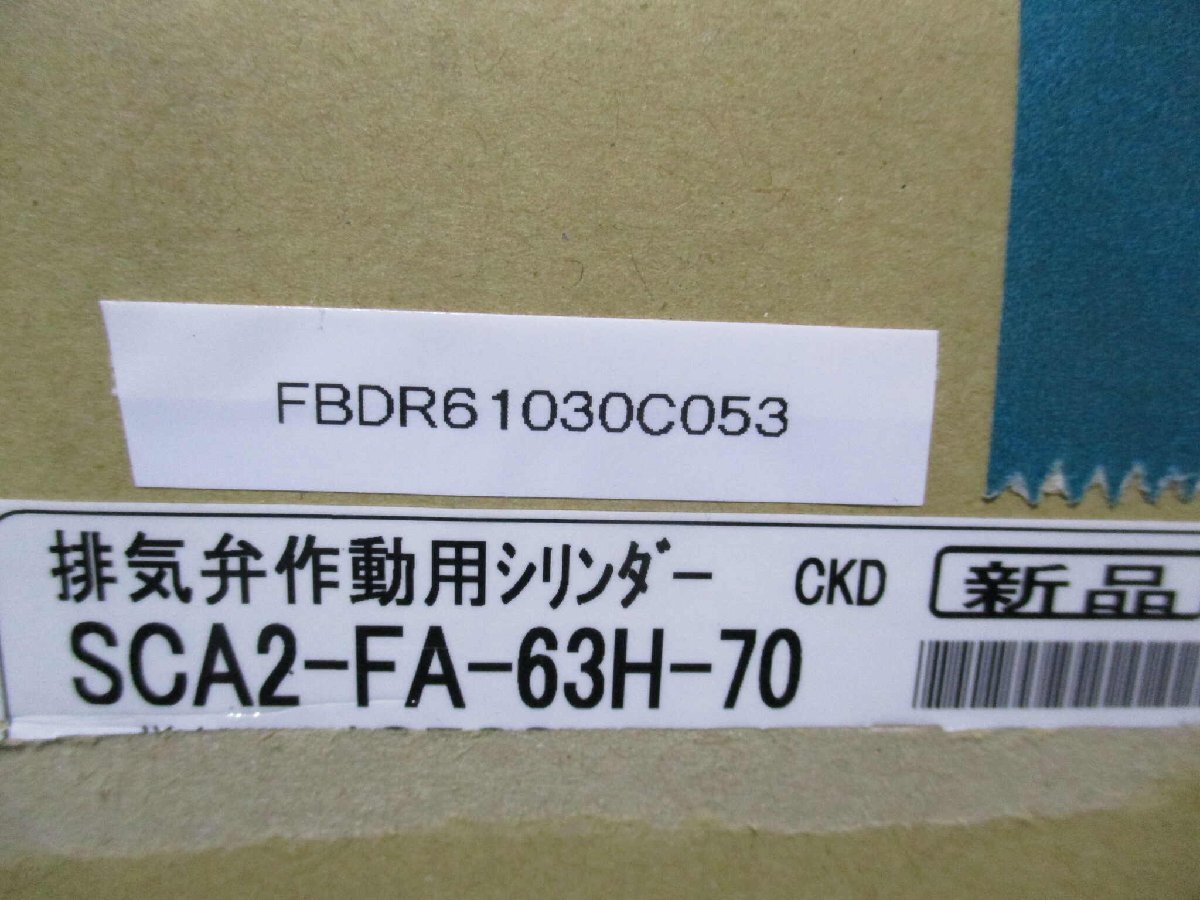 FBDR61030C053
排気弁作動用ｼﾘﾝﾀﾞｰ CKD 新品
SCA2-FA-63H-70